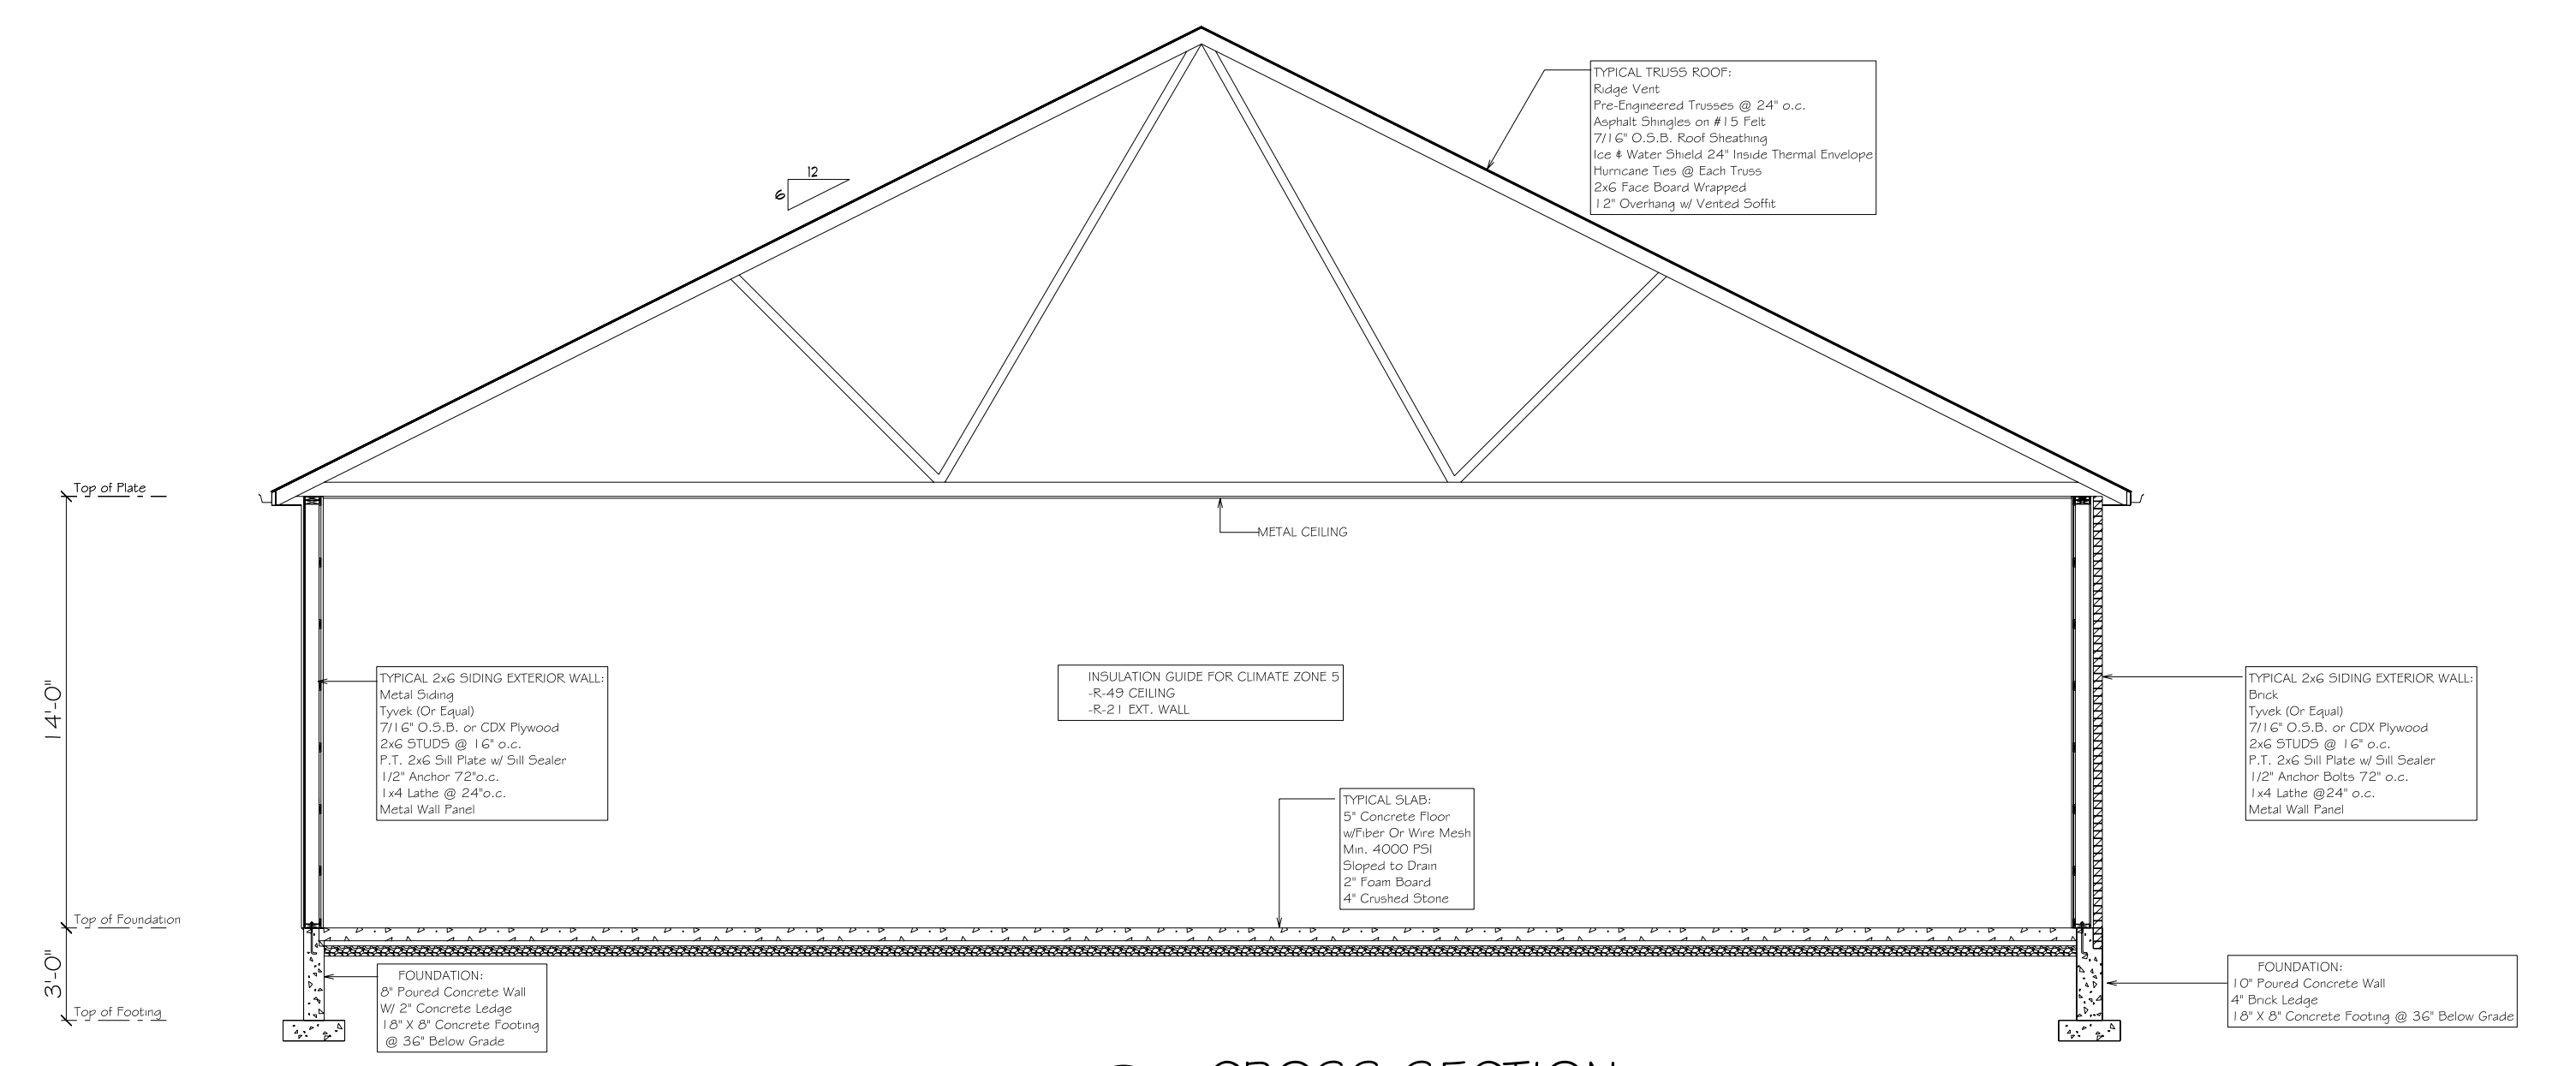 TYPICAL TRUSS ROOF:
Ridge Vent
Pre-Engineered Trusses @ 24" o.c.
Asphalt Shingles on #15 Felt
7/16" O.S.B. Roof Sheathing
Ice & Water Shield 24" Inside Thermal Envelope
Hurricane Ties @ Each Truss
2x6 Face Board Wrapped
12" Overhang w/ Vented Soffit
12
6
Top of Plate
METAL CEILING
14'-0"
TYPICAL 2x6 SIDING EXTERIOR WALL:
Metal Siding
Tyvek (Or Equal)
7/16" O.S.B. or CDX Plywood
2x6 STUDS @ 16" o.c.
P.T. 2x6 Sill Plate w/ Sill Sealer
1/2" Anchor 72"o.c.
1x4 Lathe @ 24"o.c.
Metal Wall Panel
INSULATION GUIDE FOR CLIMATE ZONE 5
-R-49 CEILING
-R-21 EXT. WALL
TYPICAL 2x6 SIDING EXTERIOR WALL:
Brick
Tyvek (Or Equal)
7/16" O.S.B. or CDX Plywood
2x6 STUDS @ 16" o.c.
P.T. 2x6 Sill Plate w/ Sill Sealer
1/2" Anchor Bolts 72" o.c.
1x4 Lathe @24" o.c.
Metal Wall Panel
TYPICAL SLAB:
5" Concrete Floor
w/Fiber Or Wire Mesh
Min. 4000 PSI
Sloped to Drain
2" Foam Board
4" Crushed Stone
Top of Foundation
3'-0"
Top of Footing
FOUNDATION:
8" Poured Concrete Wall
W/ 2" Concrete Ledge
18" X 8" Concrete Footing
@ 36" Below Grade
FOUNDATION:
10" Poured Concrete Wall
4" Brick Ledge
18" X 8" Concrete Footing @ 36" Below Grade
CROSS SECTION